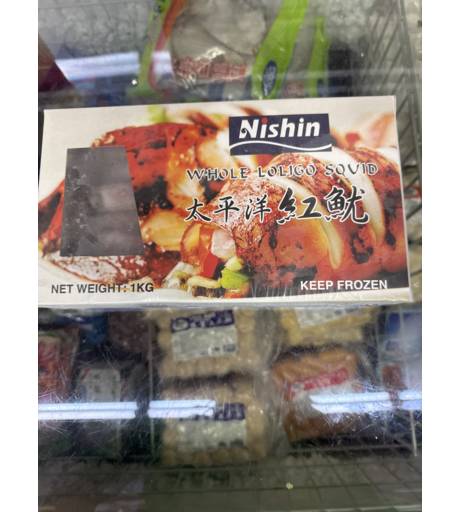 Nishin
WHOLE LOLIGO SQUID
太平洋 紅魷
NET WEIGHT: 1KG
KEEP FROZEN